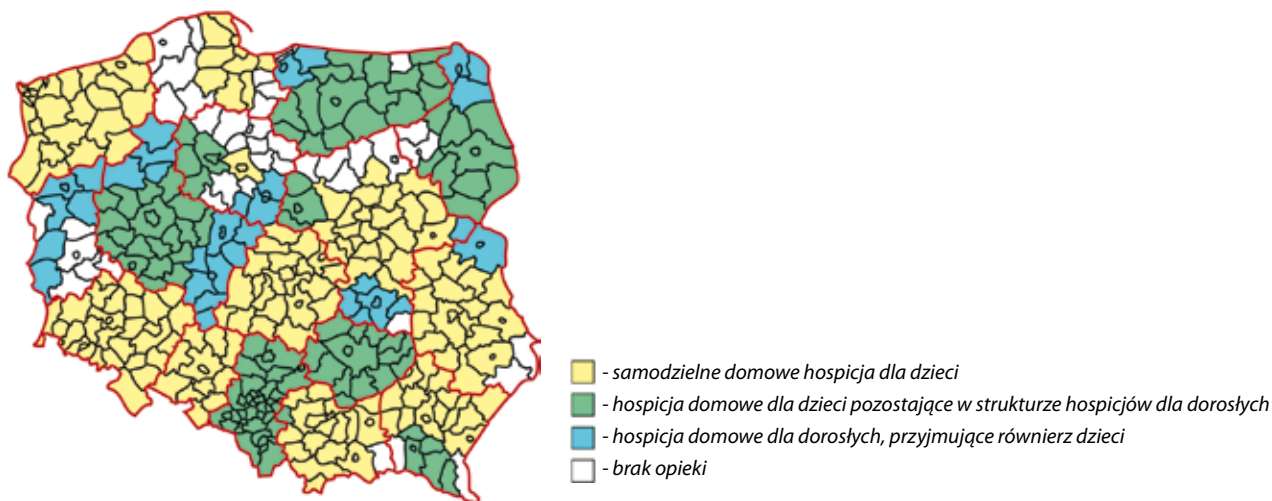 - samodzielne domowe hospicja dla dzieci
- hospicja domowe dla dzieci pozostające w strukturze hospicjów dla dorosłych
- hospicja domowe dla dorosłych, przyjmujące równierz dzieci
- brak opieki